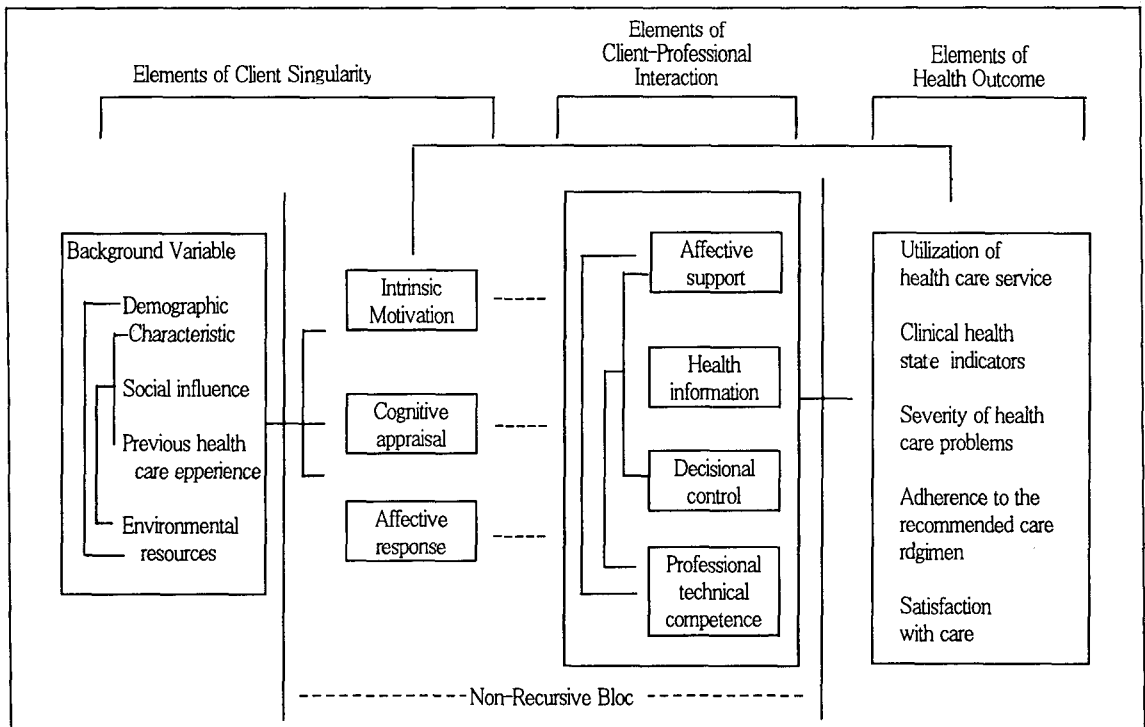 Elements of Client Singularity
Elements of
Client-Professional
Interaction
Elements of
Health Outcome
Background Variable
Demographic
Characteristic
Social influence
Previous health
care epperience
Environmental
resources
Intrinsic
Motivation
Cognitive
appraisal
Affective
response
Affective
support
Health
information
Decisional
control
Professional
technical
competence
Utilization of
health care service
Clinical health
state indicators
Severity of health
care problems
Adherence to the
recommended care
rdgimen
Satisfaction
with care
Non-Recursive Bloc